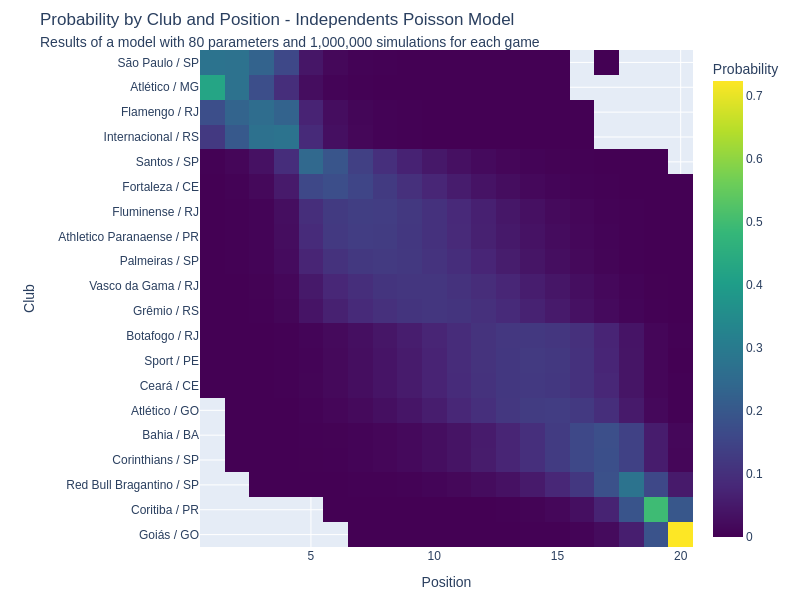 Probability by Club and Position - Independents Poisson Model
Results of a model with 80 parameters and 1,000,000 simulations for each game
Probability
São Paulo / SP
Atlético / MG
Flamengo / RJ
Internacional / RS
Santos / SP
Fortaleza / CE
Fluminense / RJ
Athletico Paranaense / PR
Palmeiras / SP
Vasco da Gama / RJ
Grêmio / RS
Botafogo / RJ
Sport / PE
Ceará / CE
Atlético / GO
Bahia / BA
Corinthians / SP
Red Bull Bragantino / SP
Coritiba / PR
Goiás / GO
Club
5
10
15
20
Position
0.7
0.6
0.5
0.4
0.3
0.2
0.1
0